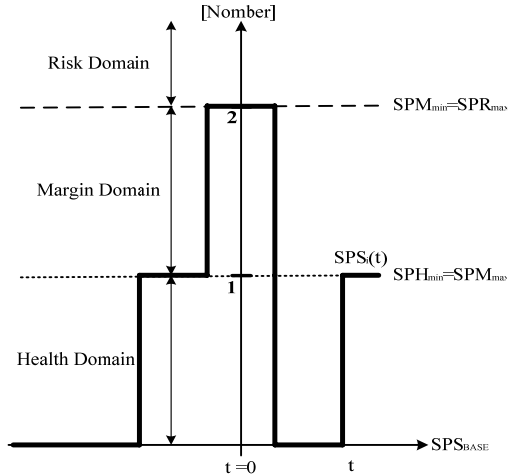 [Nomber]
Risk Domain
2
SPMmin=SPRmax
Margin Domain
SPSi(t)
1
SPHmin=SPMmax
Health Domain
SPSBASE
t =0
t